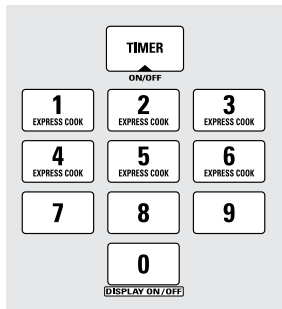 TIMER
ON/OFF
1 2 3
EXPRESS COOK EXPRESS COOK EXPRESS COOK
4 5 6
EXPRESS COOK EXPRESS COOK EXPRESS COOK
7 8 9
0
DISPLAY ON/OFF